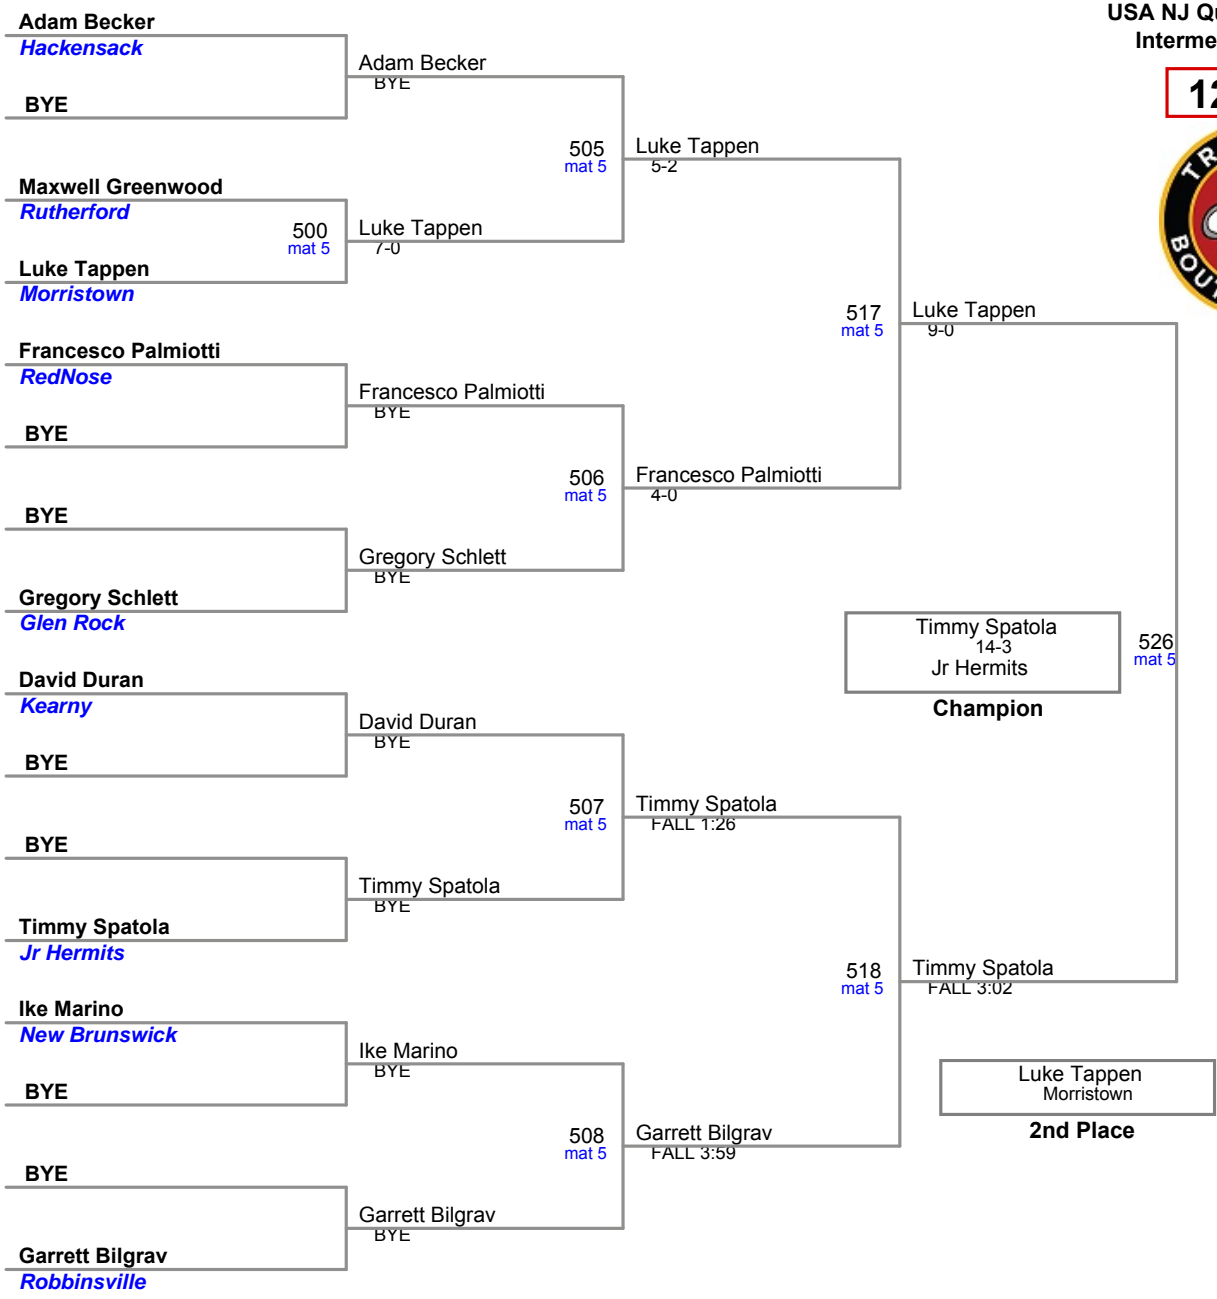 Adam Becker
Hackensack
BYE
Adam Becker
BYE
505
mat 5
Luke Tappen
5-2
Maxwell Greenwood
Rutherford
500
mat 5
Luke Tappen
7-0
Luke Tappen
Morristown
517
mat 5
Luke Tappen
9-0
Francesco Palmiotti
RedNose
Francesco Palmiotti
BYE
BYE
506
mat 5
Francesco Palmiotti
4-0
BYE
Gregory Schlett
BYE
Gregory Schlett
Glen Rock
Timmy Spatola
14-3
Jr Hermits
Champion
526
mat 5
David Duran
Kearny
David Duran
BYE
BYE
507
mat 5
Timmy Spatola
FALL 1:26
BYE
Timmy Spatola
BYE
Timmy Spatola
Jr Hermits
518
mat 5
Timmy Spatola
FALL 3:02
Ike Marino
New Brunswick
Ike Marino
BYE
BYE
Luke Tappen
Morristown
2nd Place
508
mat 5
Garrett Bilgrav
FALL 3:59
BYE
Garrett Bilgrav
BYE
Garrett Bilgrav
Robbinsville
USA NJ